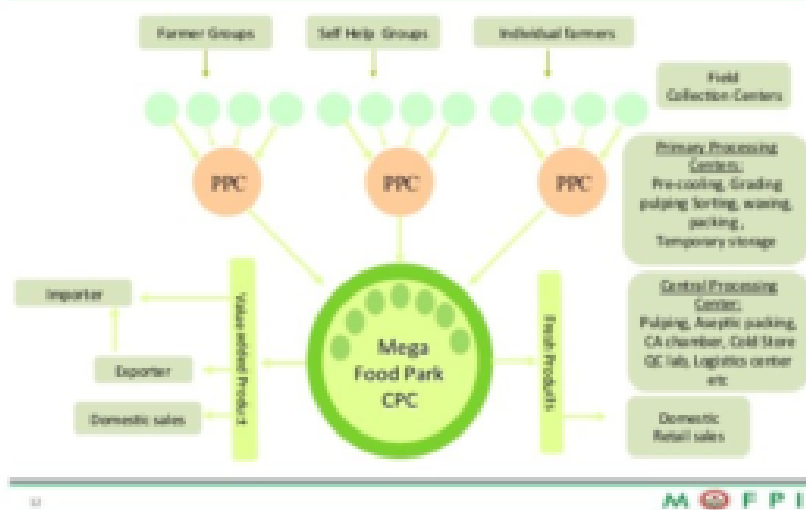 Farmer Groups
Self Help Groups
Individual farmers
Field
Collection Centers
PPC
PPC
PPC
Primary Processing
Centers:
Pre-cooling, Grading
pulping Sorting, waxing,
packing ,
Temporary storage
Importer
Exporter
Domestic sales
Value added Product
Mega
Food Park
CPC
Fresh Products
Central Processing
Center:
Pulping, Aseptic packing,
CA chamber, Cold Store
QC lab, Logistics center
etc
Domestic
Retail sales
M FPI